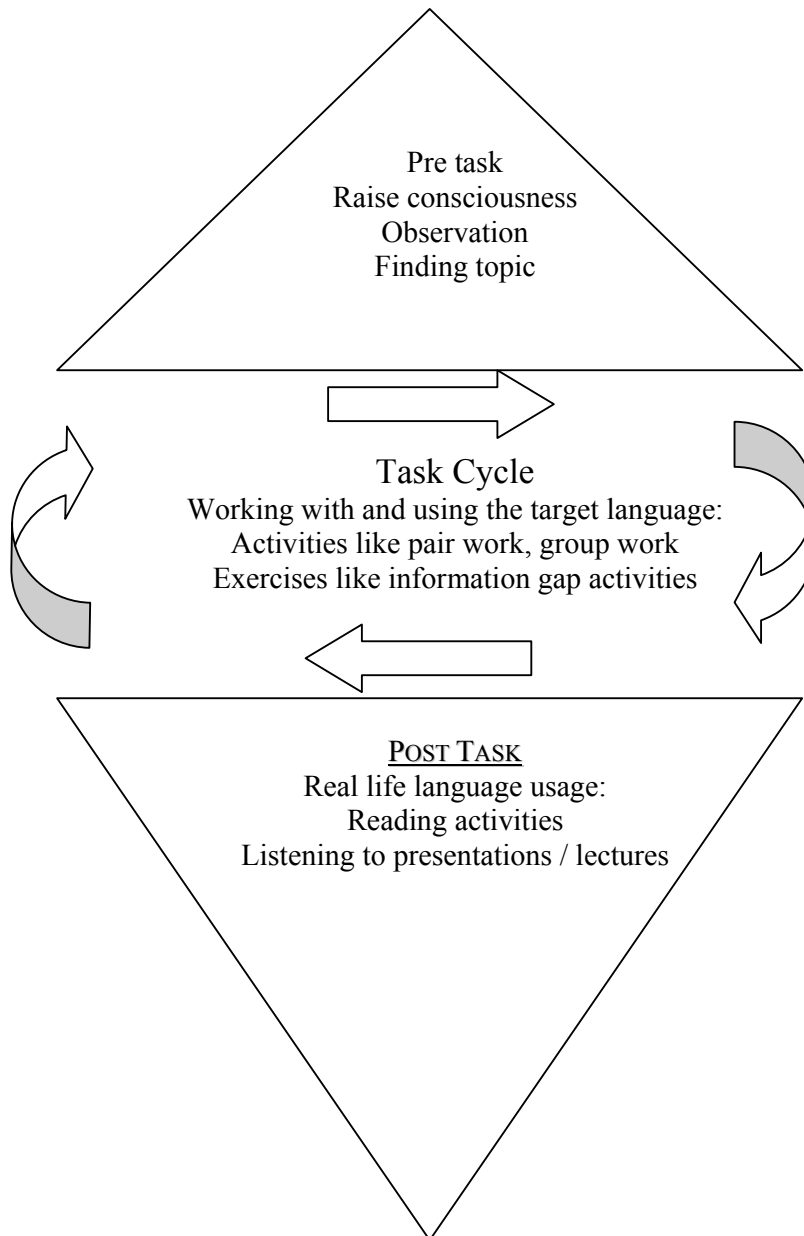 Pre task
Raise consciousness
Observation
Finding topic
Task Cycle
Working with and using the target language:
Activities like pair work, group work
Exercises like information gap activities
POST TASK
Real life language usage:
Reading activities
Listening to presentations / lectures